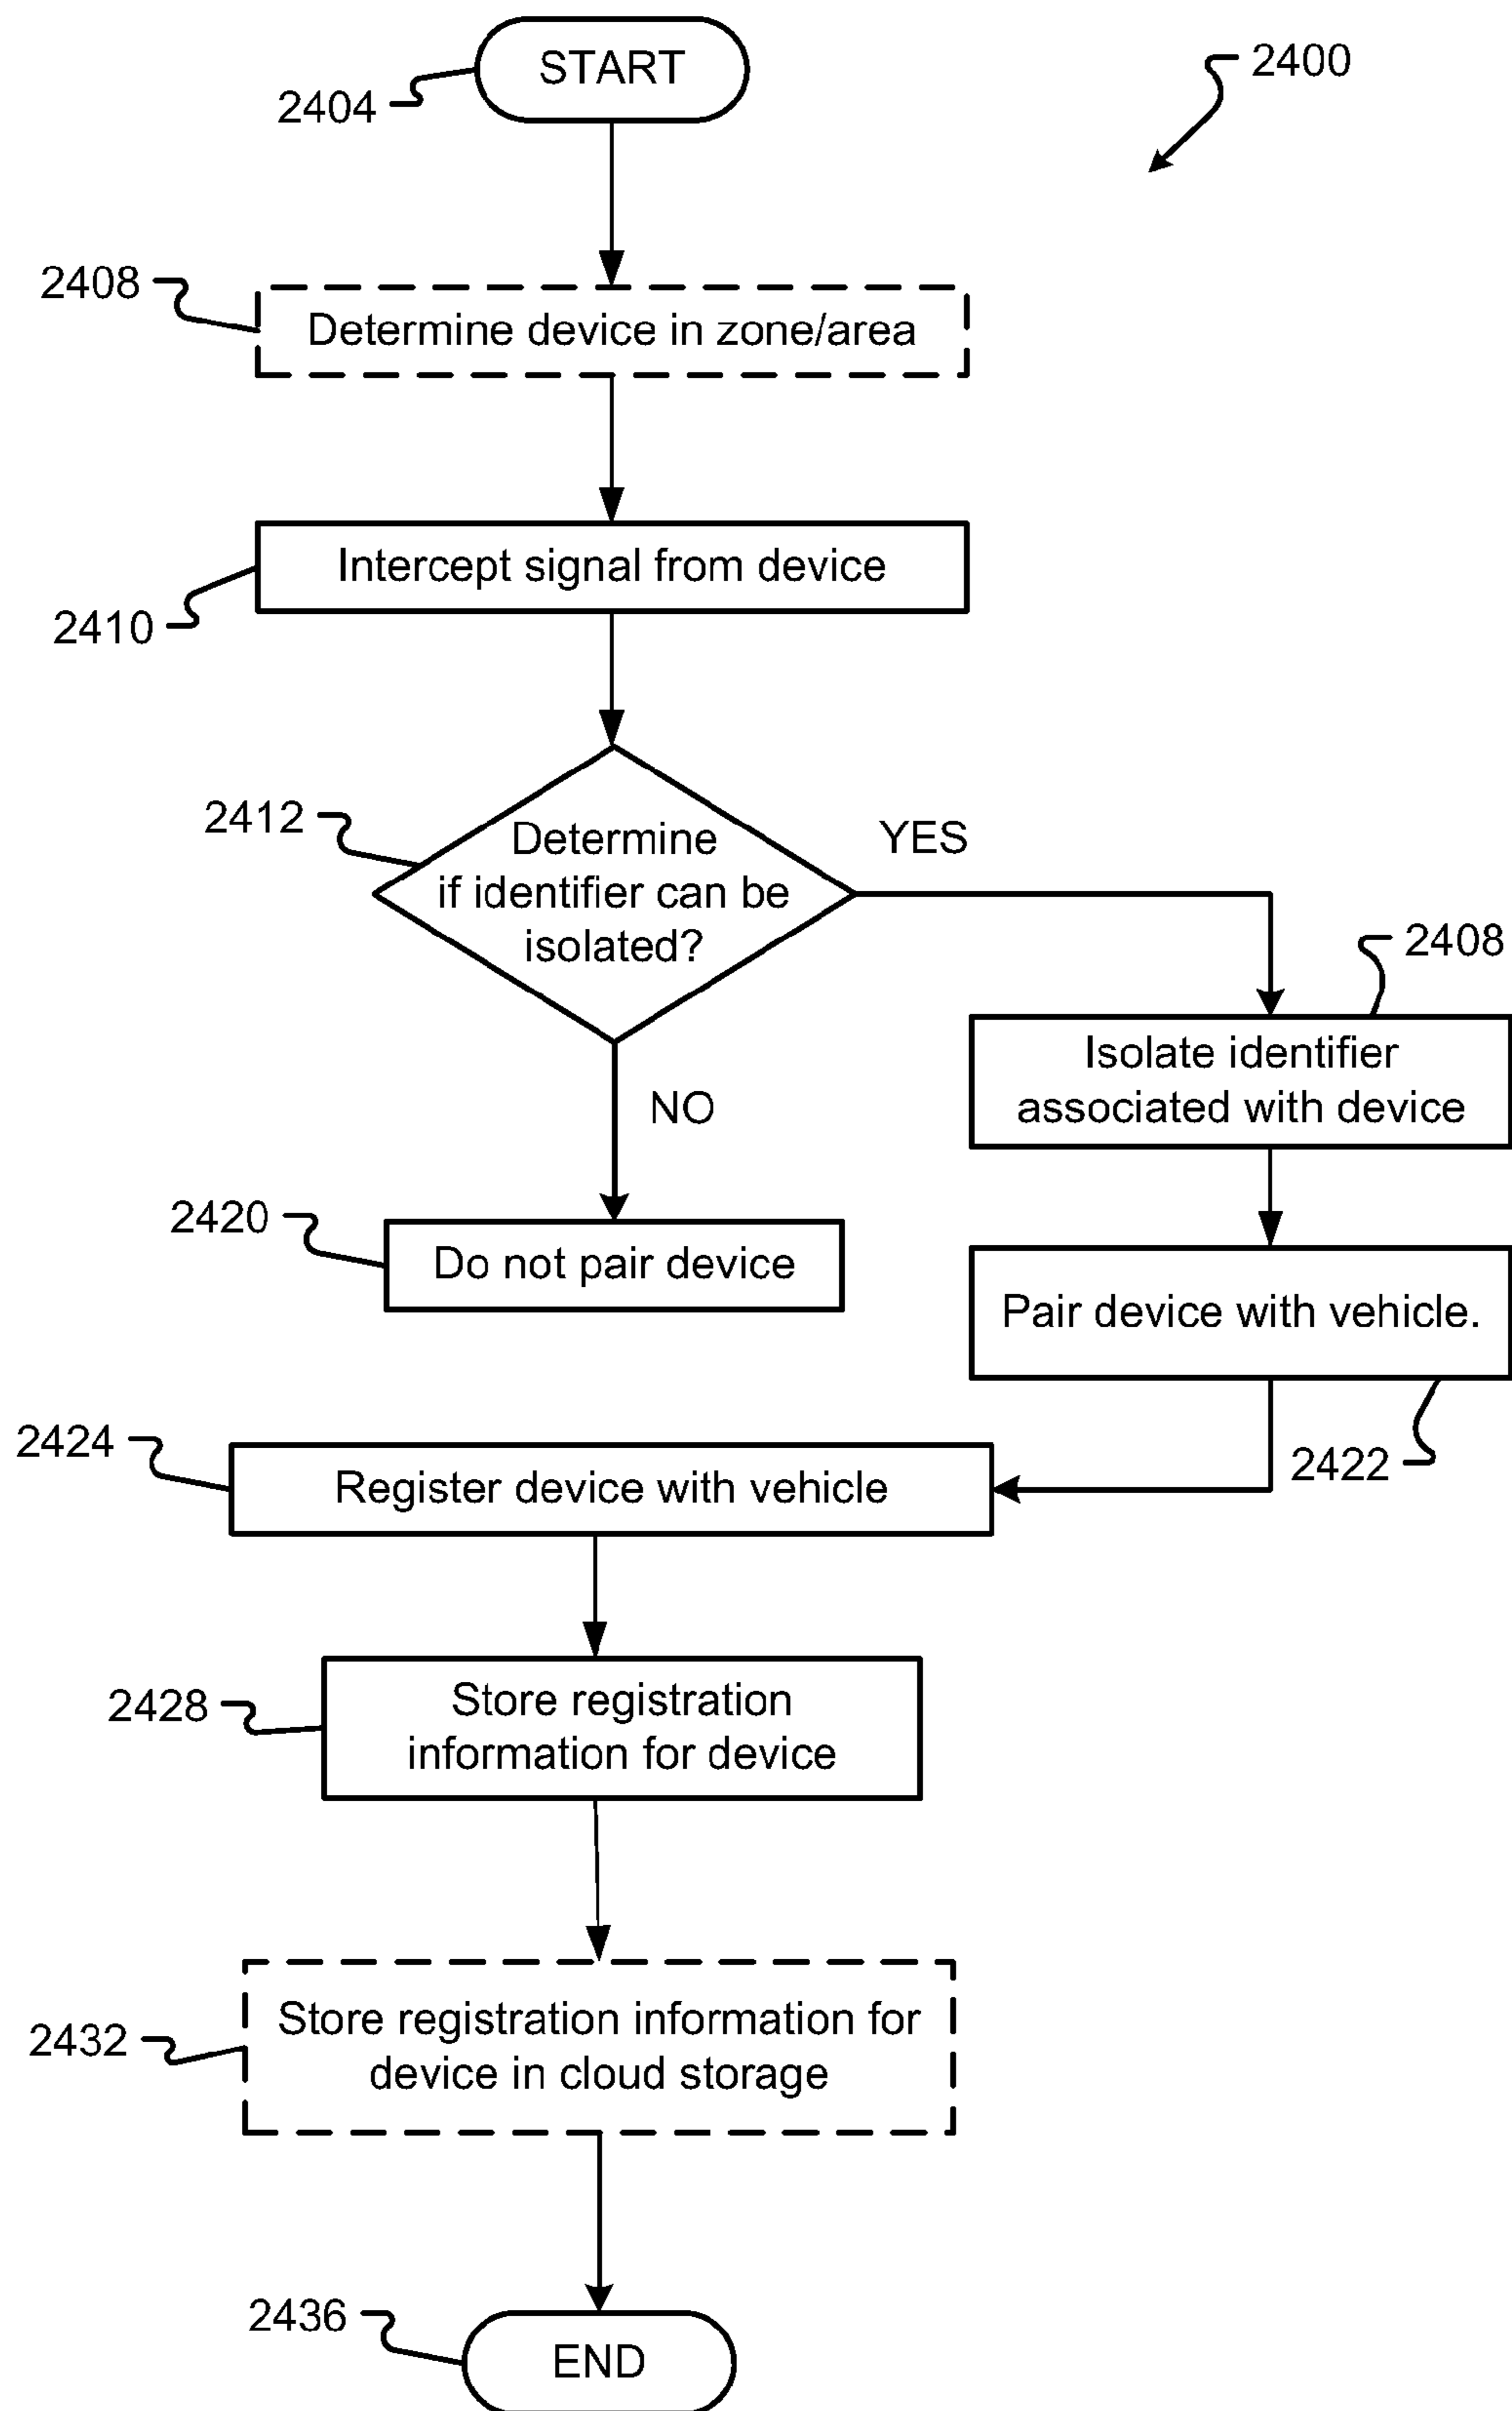 START
2400
2404
2408
Determine device in zone/area
Intercept signal from device
2410
2412
Determine
if identifier can be
isolated?
YES
2408
Isolate identifier
associated with device
NO
2420
Do not pair device
Pair device with vehicle.
2422
2424
Register device with vehicle
2428
Store registration
information for device
2432
Store registration information for
device in cloud storage
2436
END